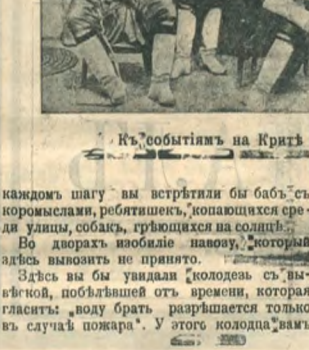 Къ событіямъ на Критѣ
каждомъ шагу вы встрѣтили бы бабъ съ
коромыслами, ребятишекъ, копающихся сре-
ди улицы, собакъ, грѣющихся на солнцѣ.
Во дворахъ изобиліе навозу, который
здѣсь вывозить не принято.
Здѣсь вы бы увидали колодезь съ вы-
вѣской, побѣлѣвшей отъ времени, которая
гласитъ: „воду брать разрѣшается только
въ случаѣ пожара“. У этого колодца вамъ